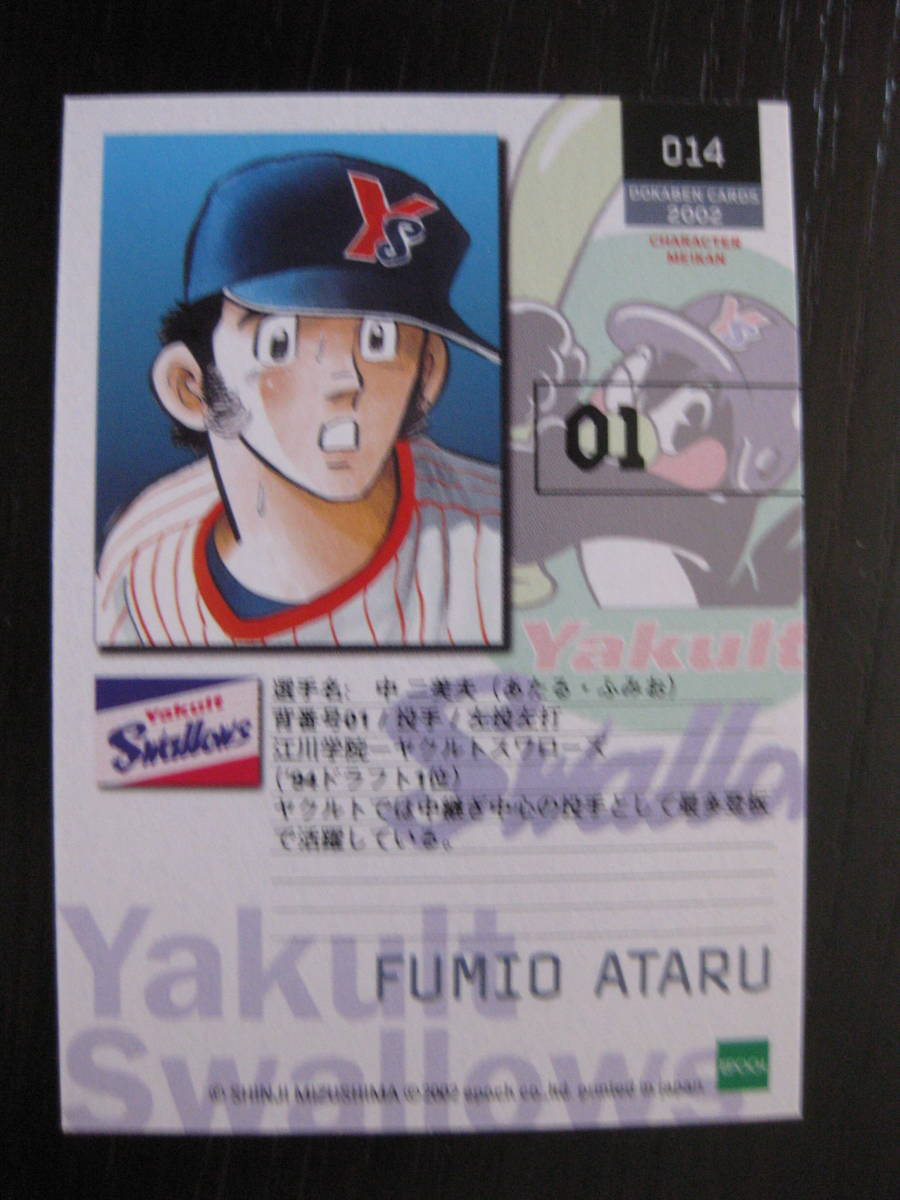 014
DOKABEN CARDS
2002
CHARACTER
MEIKAN
YS
YS
01
Yakult
Swallo
Yakult
Swallows
選手名: 中 二美夫(あたる・ふみお)
背番号01 / 投手 / 左投左打
江川学院ーヤクルトスワローズ
('94ドラフト1位)
ヤクルトでは中継ぎ中心の投手として最多登板
で活躍している。
Yakult
Swallows
FUMIO ATARU
EPOCH
© SHINJI MIZUSHIMA ©2002 epoch co.,ltd. printed in Japan.